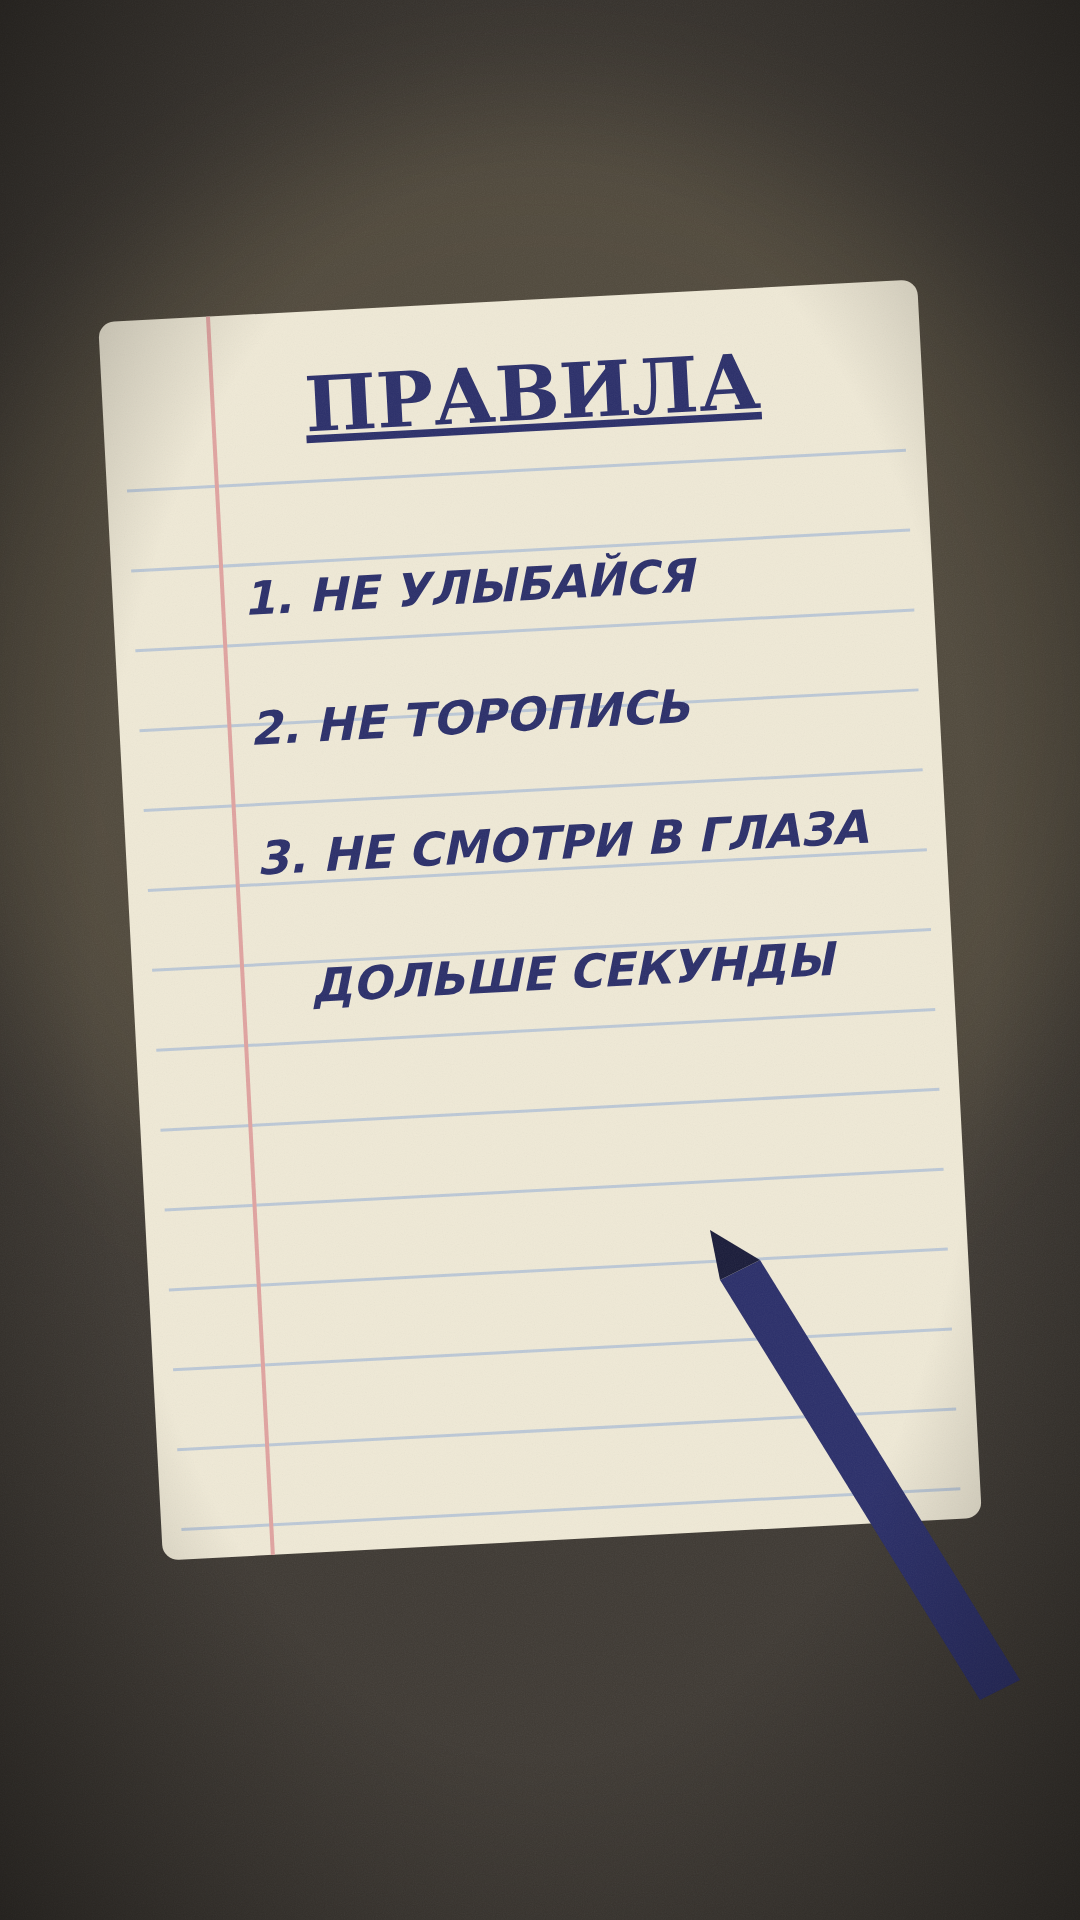 ПРАВИЛА
1. НЕ УЛЫБАЙСЯ
2. НЕ ТОРОПИСЬ
3. НЕ СМОТРИ В ГЛАЗА
ДОЛЬШЕ СЕКУНДЫ